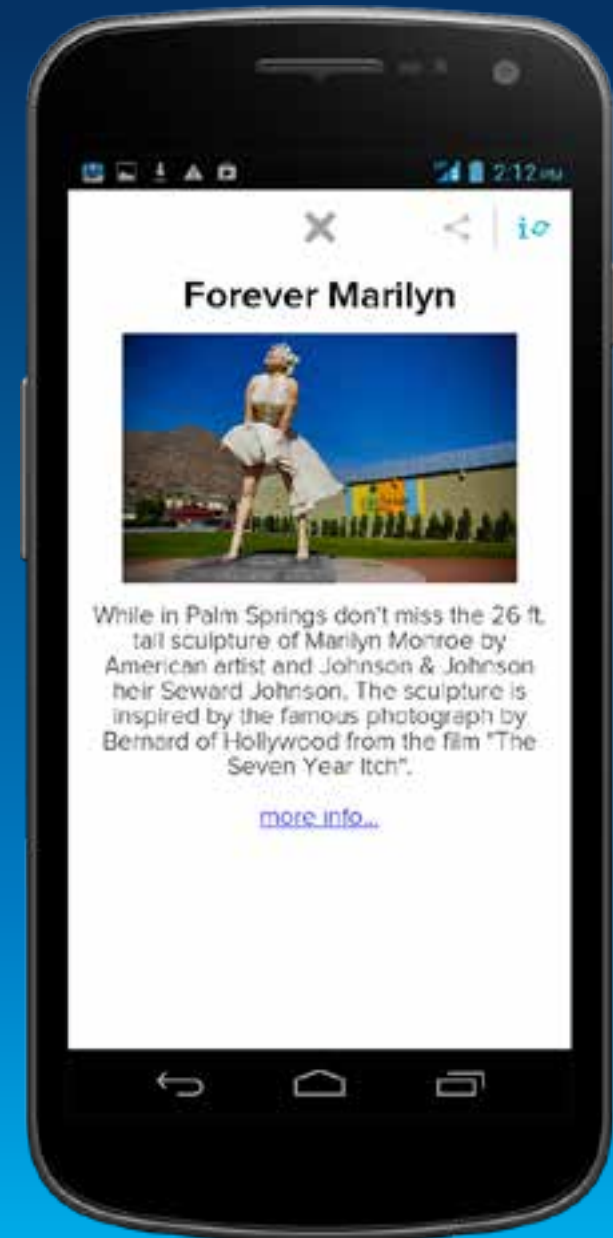 2:12 PM
Forever Marilyn
While in Palm Springs don't miss the 26 ft.
tall sculpture of Marilyn Monroe by
American artist and Johnson & Johnson
heir Seward Johnson. The sculpture is
inspired by the famous photograph by
Bernard of Hollywood from the film "The
Seven Year Itch".
more info...